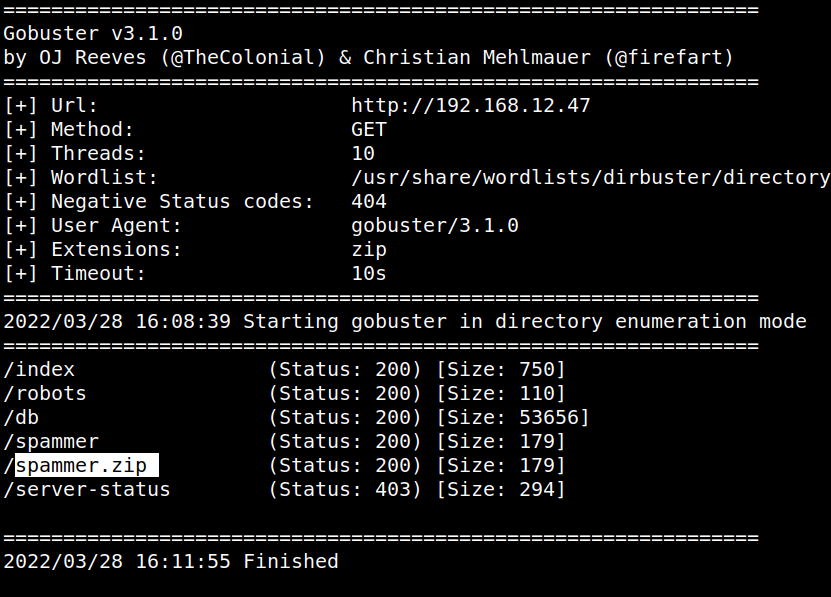 ===============================================================
Gobuster v3.1.0
by OJ Reeves (@TheColonial) & Christian Mehlmauer (@firefart)
===============================================================
[+] Url:                     http://192.168.12.47
[+] Method:                  GET
[+] Threads:                 10
[+] Wordlist:                /usr/share/wordlists/dirbuster/directory
[+] Negative Status codes:   404
[+] User Agent:              gobuster/3.1.0
[+] Extensions:              zip
[+] Timeout:                 10s
===============================================================
2022/03/28 16:08:39 Starting gobuster in directory enumeration mode
===============================================================
/index                (Status: 200) [Size: 750]
/robots               (Status: 200) [Size: 110]
/db                   (Status: 200) [Size: 53656]
/spammer              (Status: 200) [Size: 179]
/spammer.zip          (Status: 200) [Size: 179]
/server-status        (Status: 403) [Size: 294]
===============================================================
2022/03/28 16:11:55 Finished